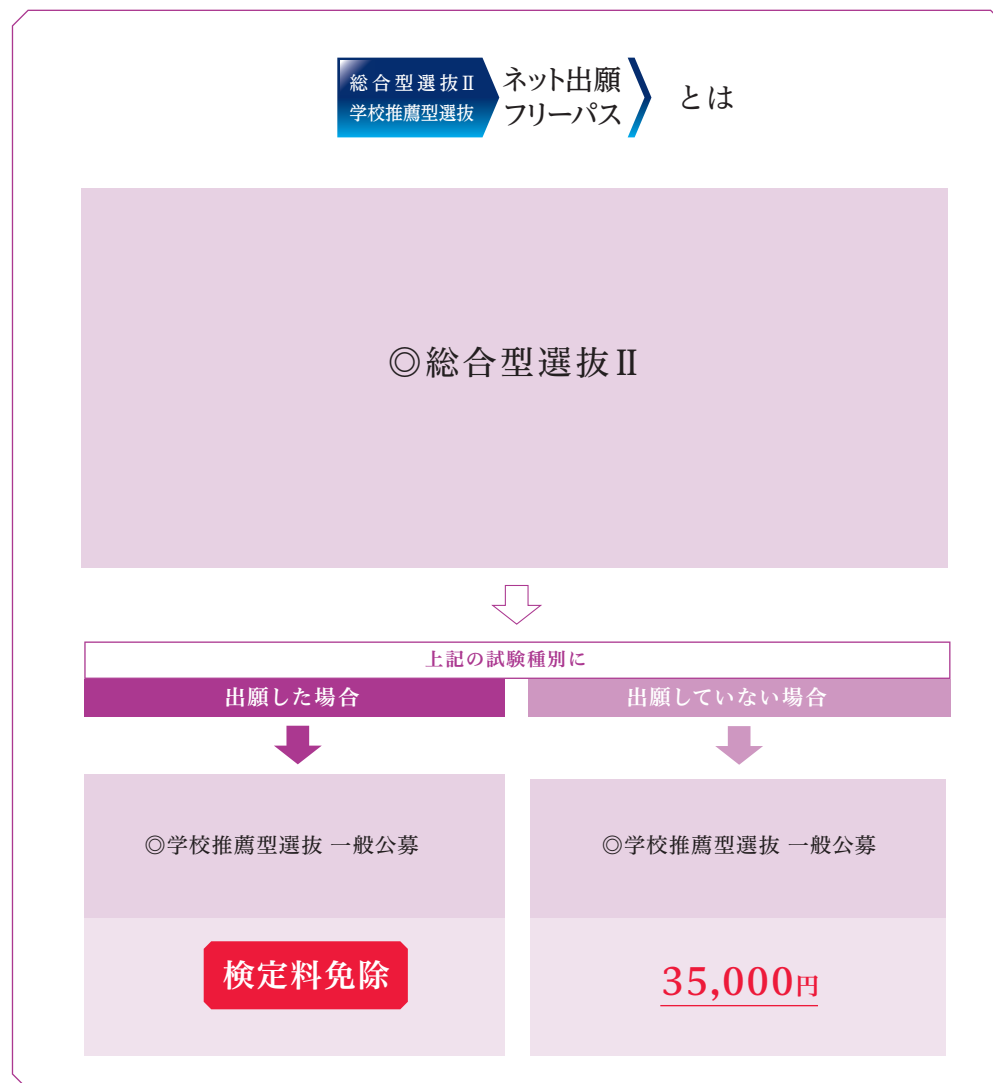 総合型選抜Ⅱ
学校推薦型選抜
ネット出願
フリーパス
とは
◎総合型選抜Ⅱ
上記の試験種別に
出願した場合
出願していない場合
◎学校推薦型選抜 一般公募
◎学校推薦型選抜 一般公募
検定料免除
35,000円